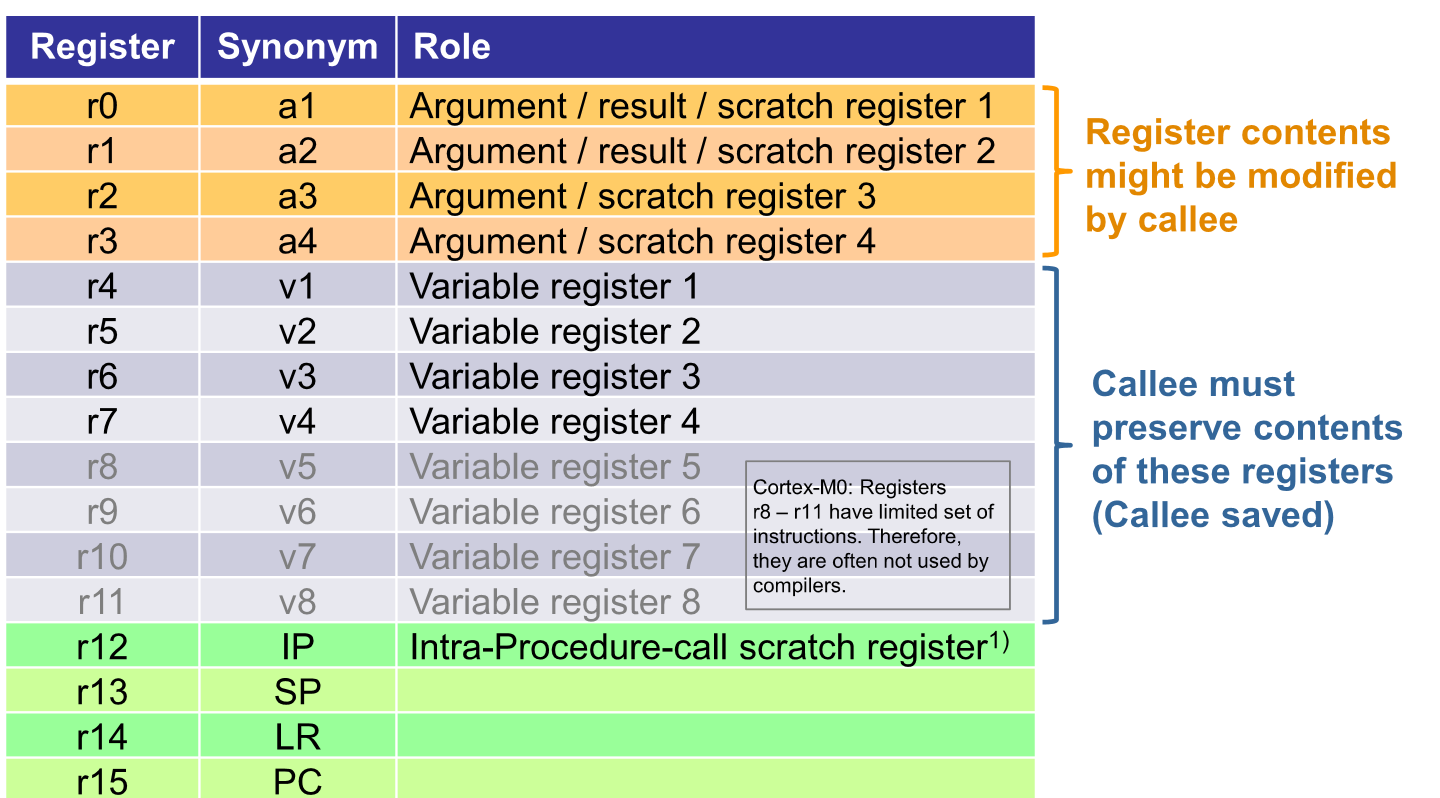 Register Synonym Role
r0 a1 Argument / result / scratch register 1
r1 a2 Argument / result / scratch register 2
r2 a3 Argument / scratch register 3
r3 a4 Argument / scratch register 4
Register contents
might be modified
by callee
r4 v1 Variable register 1
r5 v2 Variable register 2
r6 v3 Variable register 3
r7 v4 Variable register 4
r8 v5 Variable register 5
r9 v6 Variable register 6
r10 v7 Variable register 7
r11 v8 Variable register 8
Cortex-M0: Registers
r8 – r11 have limited set of
instructions. Therefore,
they are often not used by
compilers.
Callee must
preserve contents
of these registers
(Callee saved)
r12 IP Intra-Procedure-call scratch register1)
r13 SP
r14 LR
r15 PC